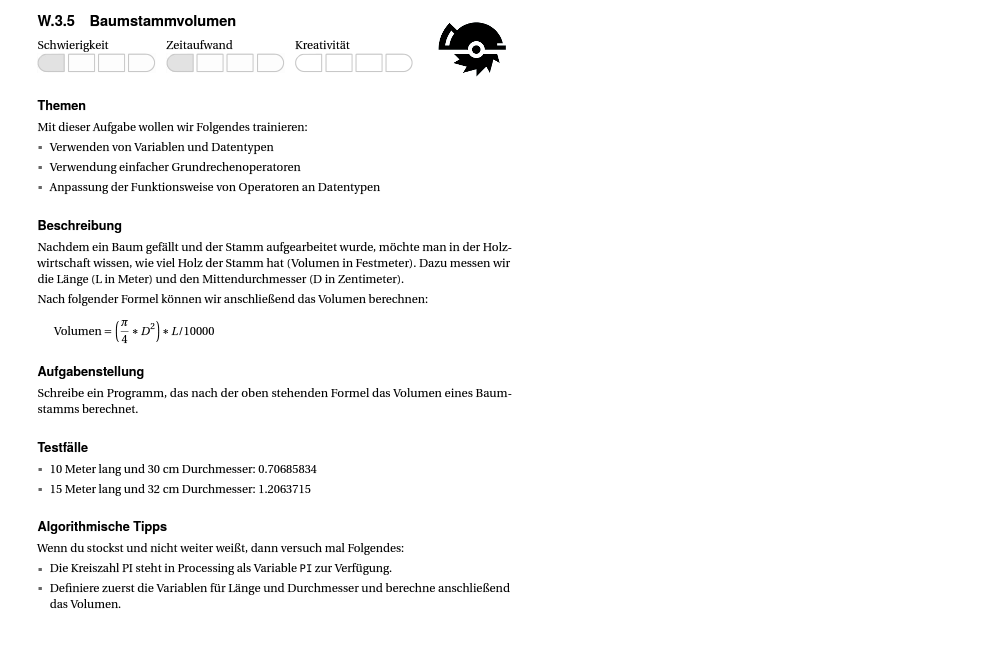 W.3.5 Baumstammvolumen
Schwierigkeit Zeitaufwand Kreativität
Themen
Mit dieser Aufgabe wollen wir Folgendes trainieren:
▪ Verwenden von Variablen und Datentypen
▪ Verwendung einfacher Grundrechenoperatoren
▪ Anpassung der Funktionsweise von Operatoren an Datentypen
Beschreibung
Nachdem ein Baum gefällt und der Stamm aufgearbeitet wurde, möchte man in der Holz-
wirtschaft wissen, wie viel Holz der Stamm hat (Volumen in Festmeter). Dazu messen wir
die Länge (L in Meter) und den Mittendurchmesser (D in Zentimeter).
Nach folgender Formel können wir anschließend das Volumen berechnen:
Volumen = (π/4 ∗ D²) ∗ L/10000
Aufgabenstellung
Schreibe ein Programm, das nach der oben stehenden Formel das Volumen eines Baum-
stamms berechnet.
Testfälle
▪ 10 Meter lang und 30 cm Durchmesser: 0.70685834
▪ 15 Meter lang und 32 cm Durchmesser: 1.2063715
Algorithmische Tipps
Wenn du stockst und nicht weiter weißt, dann versuch mal Folgendes:
▪ Die Kreiszahl PI steht in Processing als Variable PI zur Verfügung.
▪ Definiere zuerst die Variablen für Länge und Durchmesser und berechne anschließend
das Volumen.